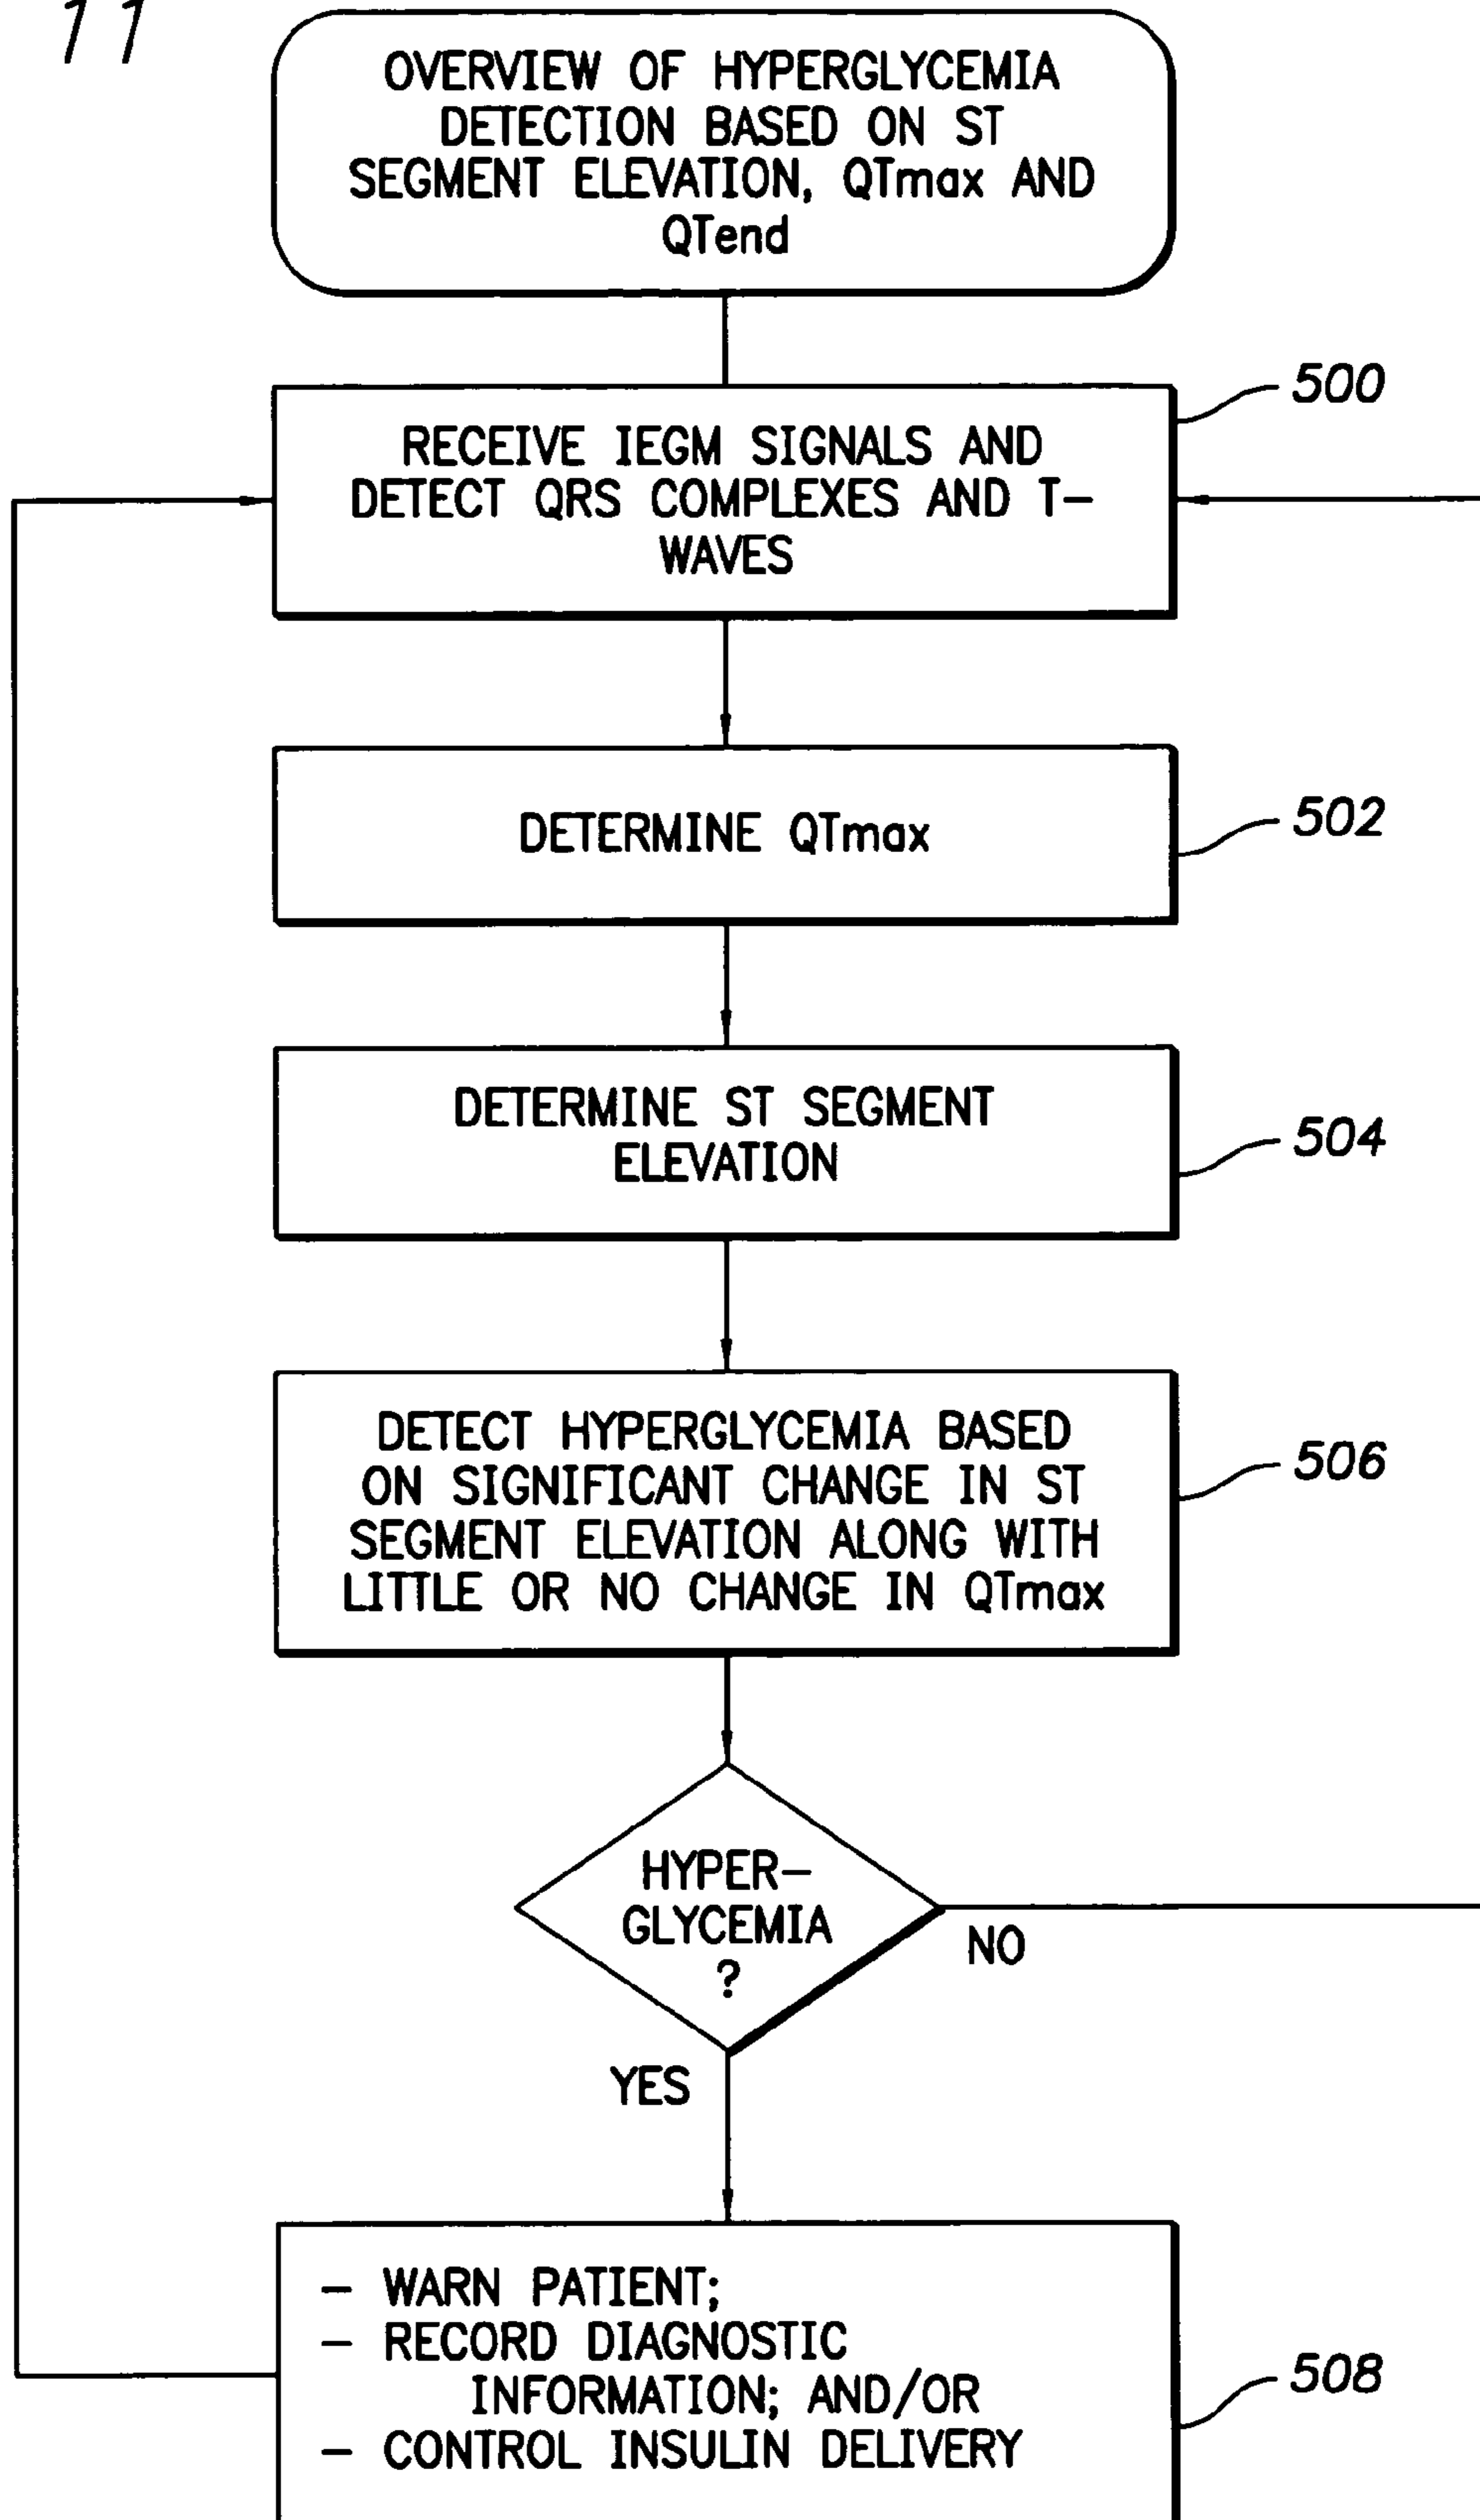 11
OVERVIEW OF HYPERGLYCEMIA
DETECTION BASED ON ST
SEGMENT ELEVATION, QTmax AND
QTend
500
RECEIVE IEGM SIGNALS AND
DETECT QRS COMPLEXES AND T-
WAVES
DETERMINE QTmax
502
DETERMINE ST SEGMENT
ELEVATION
504
DETECT HYPERGLYCEMIA BASED
ON SIGNIFICANT CHANGE IN ST
SEGMENT ELEVATION ALONG WITH
LITTLE OR NO CHANGE IN QTmax
506
HYPER-
GLYCEMIA
?
NO
YES
- WARN PATIENT;
- RECORD DIAGNOSTIC
INFORMATION; AND/OR
- CONTROL INSULIN DELIVERY
508